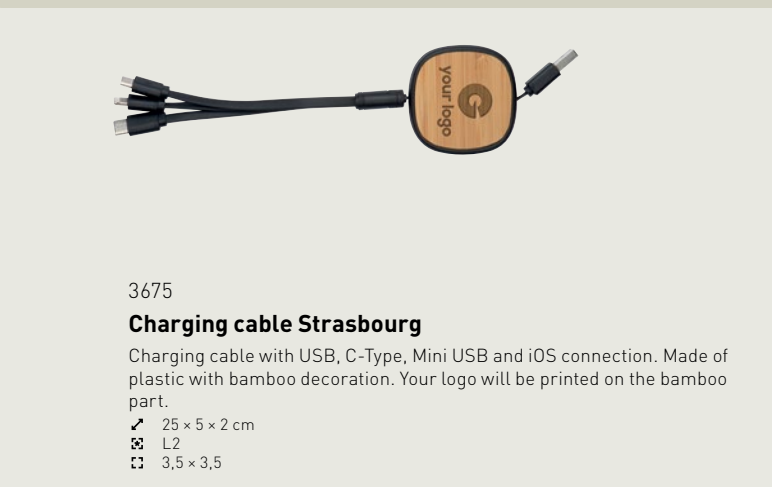 your logo
3675
Charging cable Strasbourg
Charging cable with USB, C-Type, Mini USB and iOS connection. Made of
plastic with bamboo decoration. Your logo will be printed on the bamboo
part.
25 × 5 × 2 cm
L2
3,5 × 3,5